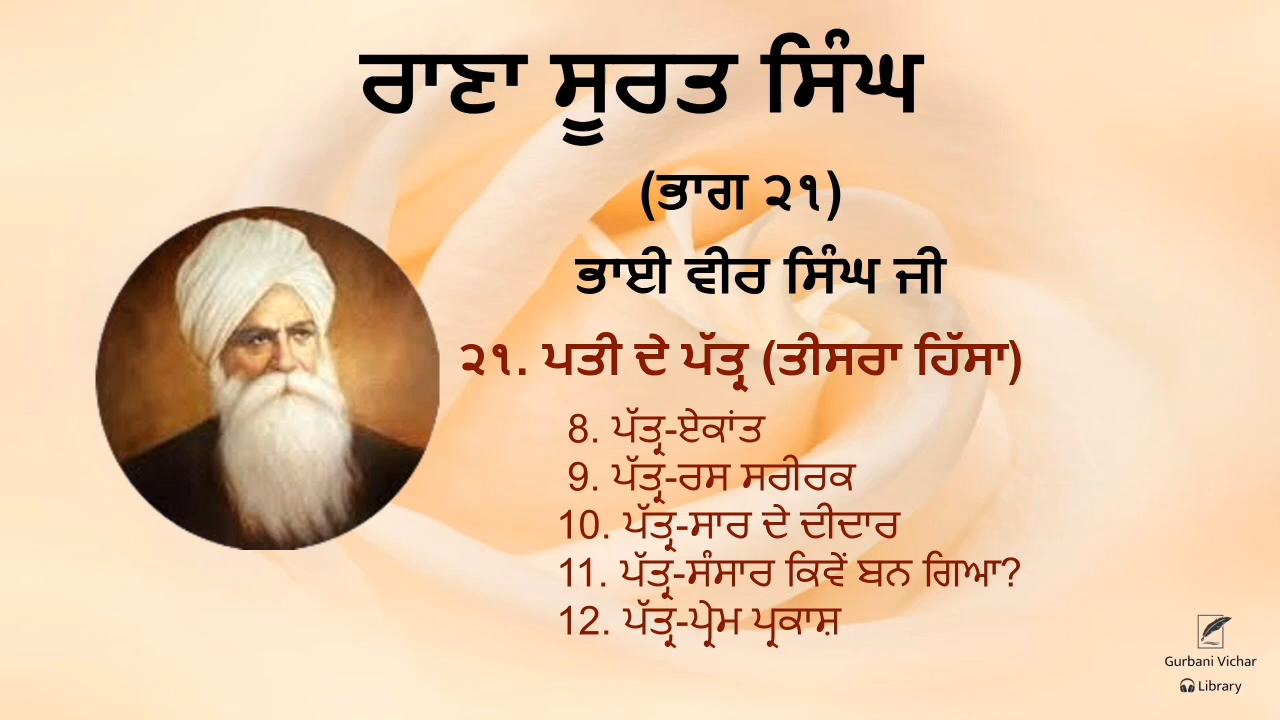 ਰਾਣਾ ਸੂਰਤ ਸਿੰਘ
(ਭਾਗ ੨੧)
ਭਾਈ ਵੀਰ ਸਿੰਘ ਜੀ
੨੧. ਪਤੀ ਦੇ ਪੱਤ੍ਰ (ਤੀਸਰਾ ਹਿੱਸਾ)
8. ਪੱਤ੍ਰ-ਏਕਾਂਤ
9. ਪੱਤ੍ਰ-ਰਸ ਸਰੀਰਕ
10. ਪੱਤ੍ਰ-ਸਾਰ ਦੇ ਦੀਦਾਰ
11. ਪੱਤ੍ਰ-ਸੰਸਾਰ ਕਿਵੇਂ ਬਨ ਗਿਆ?
12. ਪੱਤ੍ਰ-ਪ੍ਰੇਮ ਪ੍ਰਕਾਸ਼
Gurbani Vichar
Library